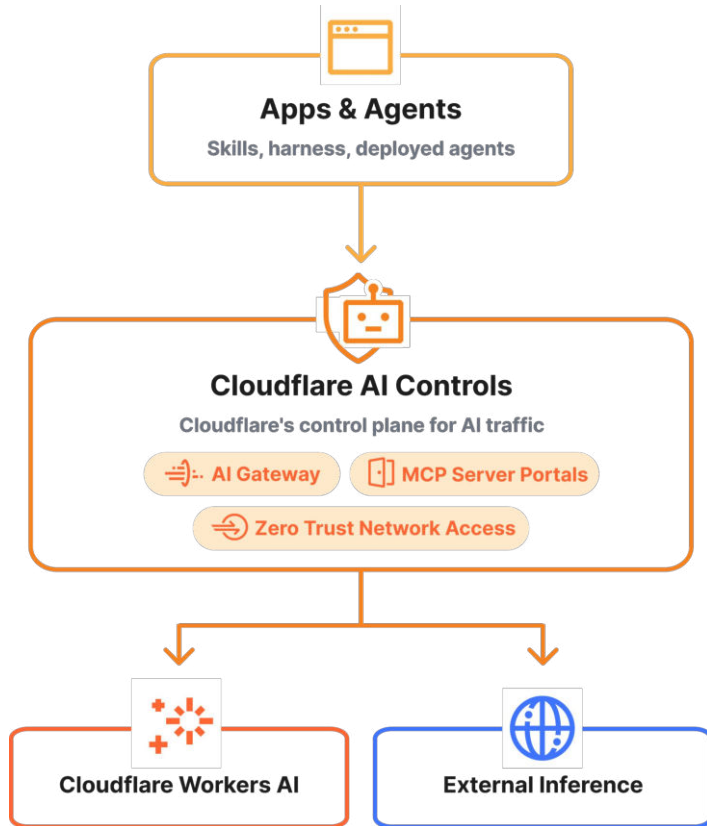 Apps & Agents
Skills, harness, deployed agents
Cloudflare AI Controls
Cloudflare's control plane for AI traffic
AI Gateway
MCP Server Portals
Zero Trust Network Access
Cloudflare Workers AI
External Inference